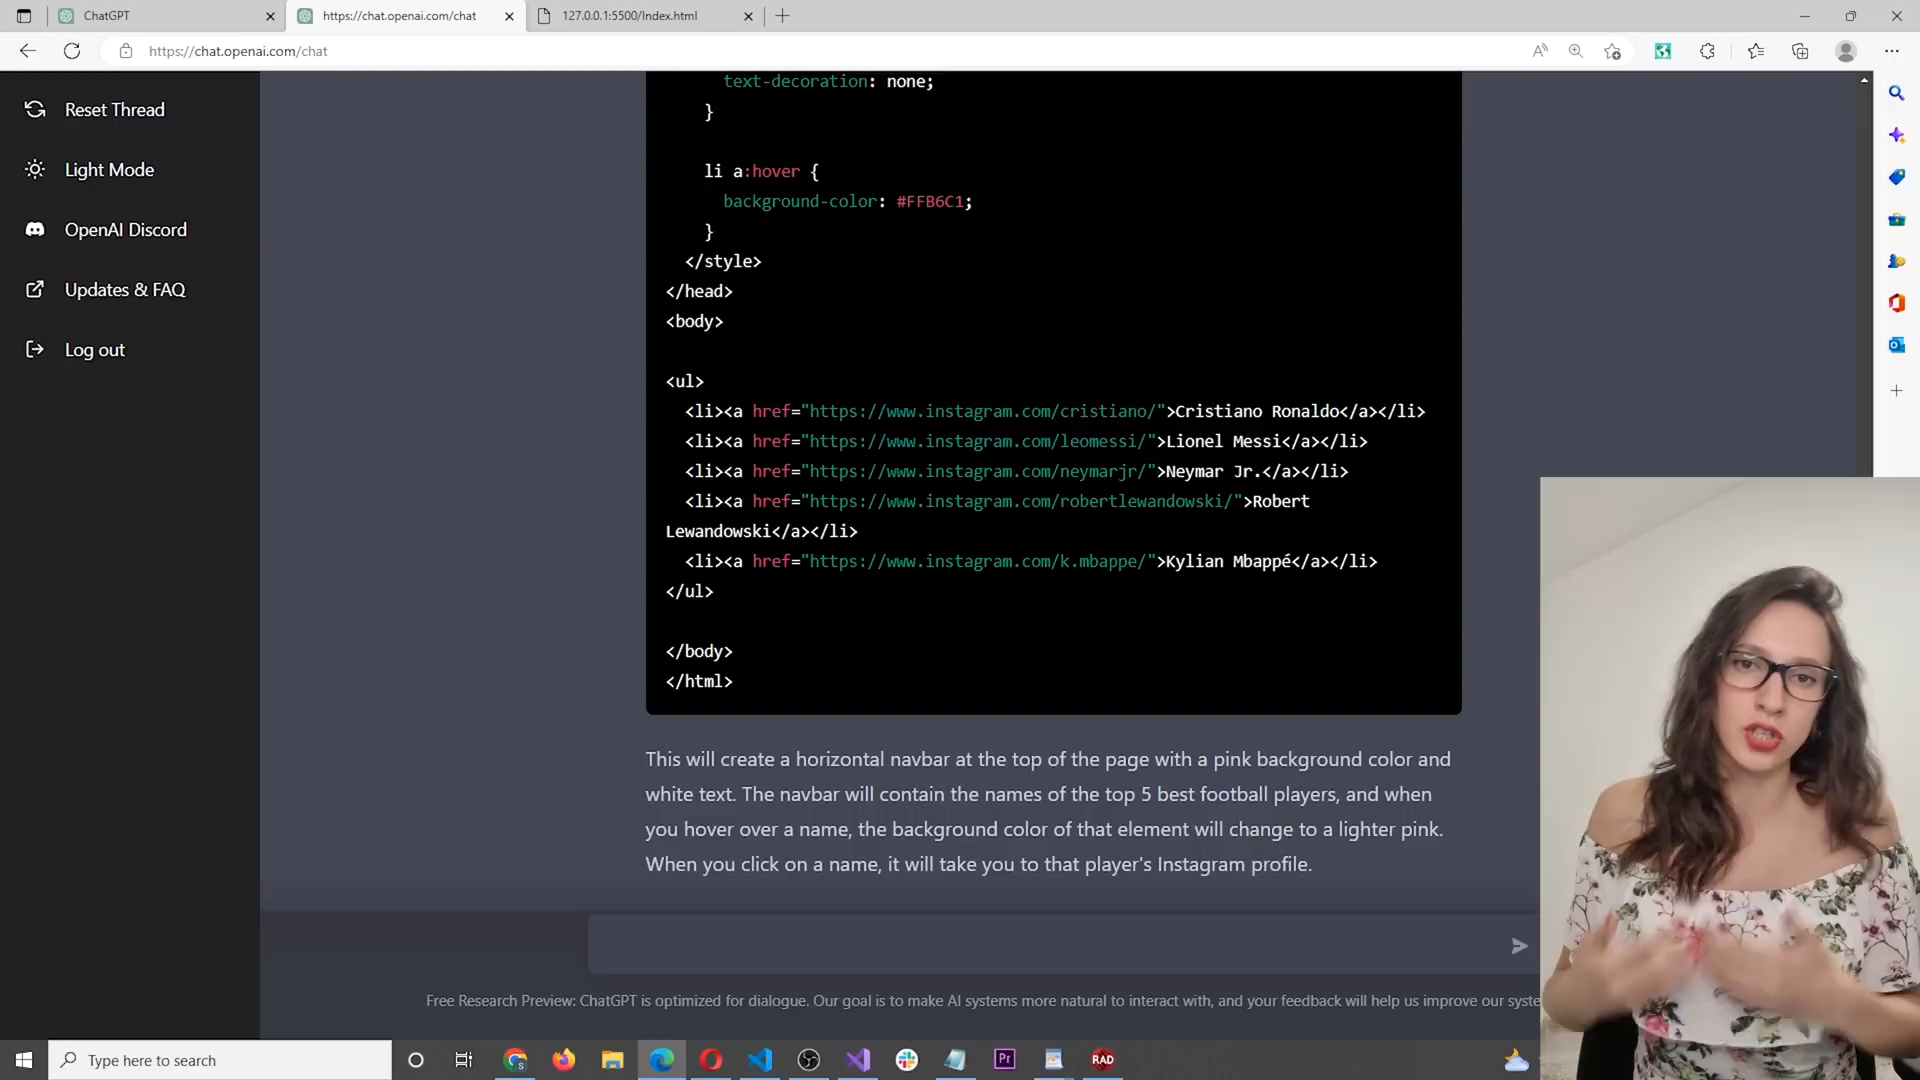 ChatGPT
https://chat.openai.com/chat
127.0.0.1:5500/Index.html
https://chat.openai.com/chat
Reset Thread
Light Mode
OpenAI Discord
Updates & FAQ
Log out
text-decoration: none;
}
li a:hover {
background-color: #FFB6C1;
}
</style>
</head>
<body>
<ul>
<li><a href="https://www.instagram.com/cristiano/">Cristiano Ronaldo</a></li>
<li><a href="https://www.instagram.com/leomessi/">Lionel Messi</a></li>
<li><a href="https://www.instagram.com/neymarjr/">Neymar Jr.</a></li>
<li><a href="https://www.instagram.com/robertlewandowski/">Robert
Lewandowski</a></li>
<li><a href="https://www.instagram.com/k.mbappe/">Kylian Mbappé</a></li>
</ul>
</body>
</html>
This will create a horizontal navbar at the top of the page with a pink background color and
white text. The navbar will contain the names of the top 5 best football players, and when
you hover over a name, the background color of that element will change to a lighter pink.
When you click on a name, it will take you to that player's Instagram profile.
Free Research Preview: ChatGPT is optimized for dialogue. Our goal is to make AI systems more natural to interact with, and your feedback will help us improve our syste
Type here to search
Pr
RAD